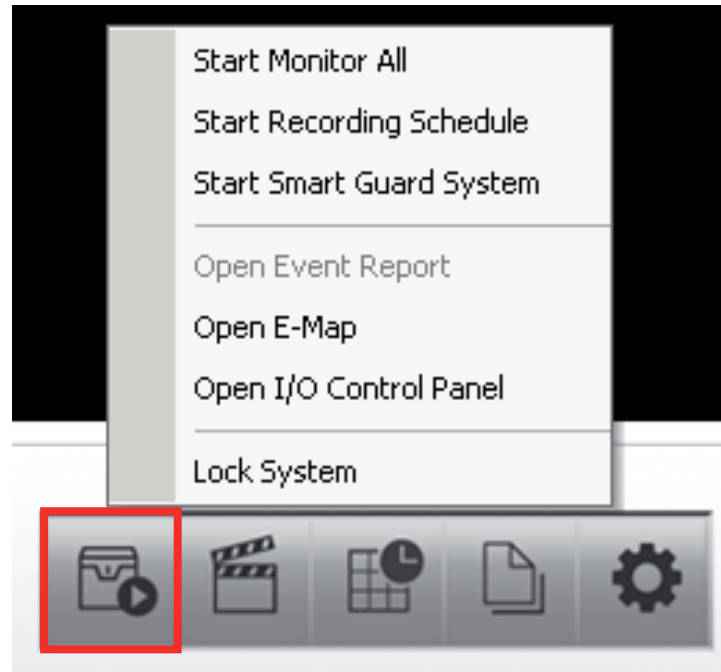 Start Monitor All
Start Recording Schedule
Start Smart Guard System
Open Event Report
Open E-Map
Open I/O Control Panel
Lock System